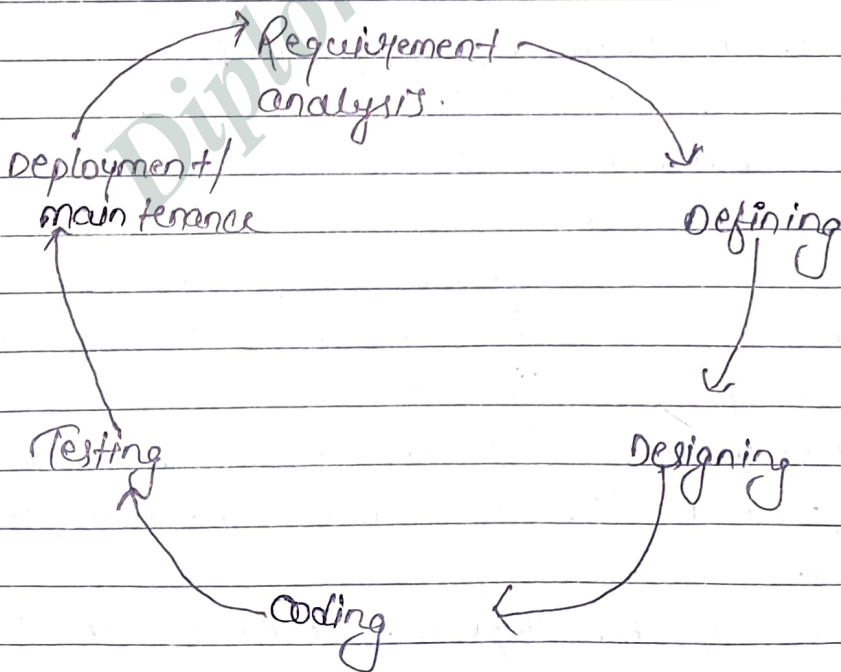 Requirement
analysis.
Deployment/
maintenance
Defining
Testing
Designing
Coding